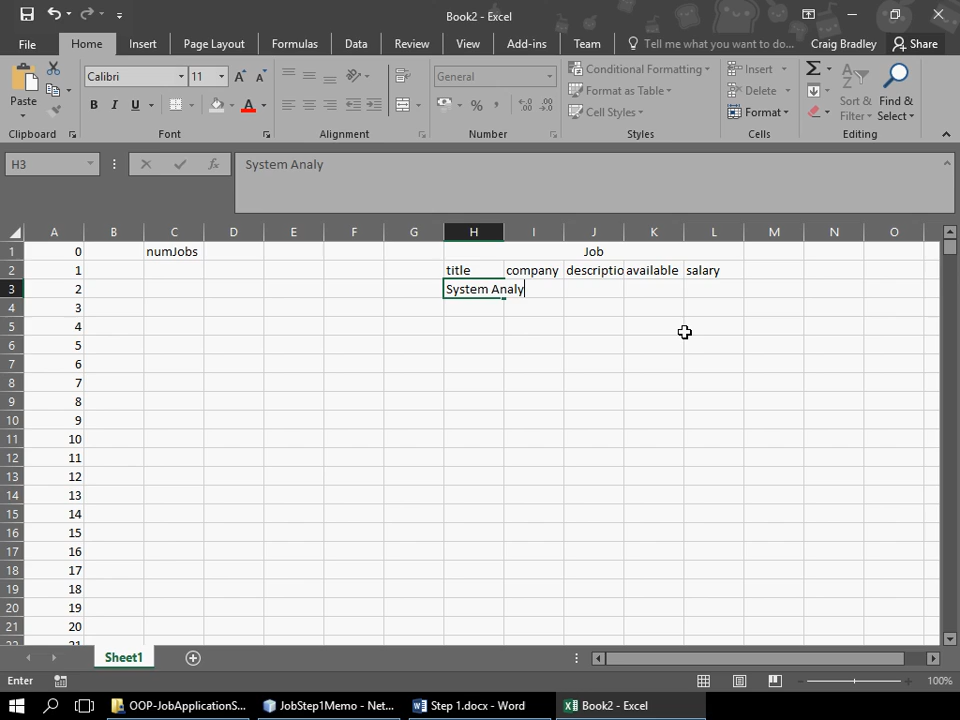 Book2 - Excel
File Home Insert Page Layout Formulas Data Review View Add-ins Team Tell me what you want to do... Craig Bradley Share
Calibri 11 A A General Conditional Formatting Insert
Paste B I U A % Format as Table Delete Sort & Find &
Cell Styles Format Filter Select
Clipboard Font Alignment Number Styles Cells Editing
H3 fx System Analy
A B C D E F G H I J K L M N O
1 0 numJobs Job
2 1 title company descriptio available salary
3 2 System Analy
4 3
5 4
6 5
7 6
8 7
9 8
10 9
11 10
12 11
13 12
14 13
15 14
16 15
17 16
18 17
19 18
20 19
21 20
Sheet1
Enter 100%
OOP-JobApplicationS... JobStep1Memo - Net... Step 1.docx - Word Book2 - Excel